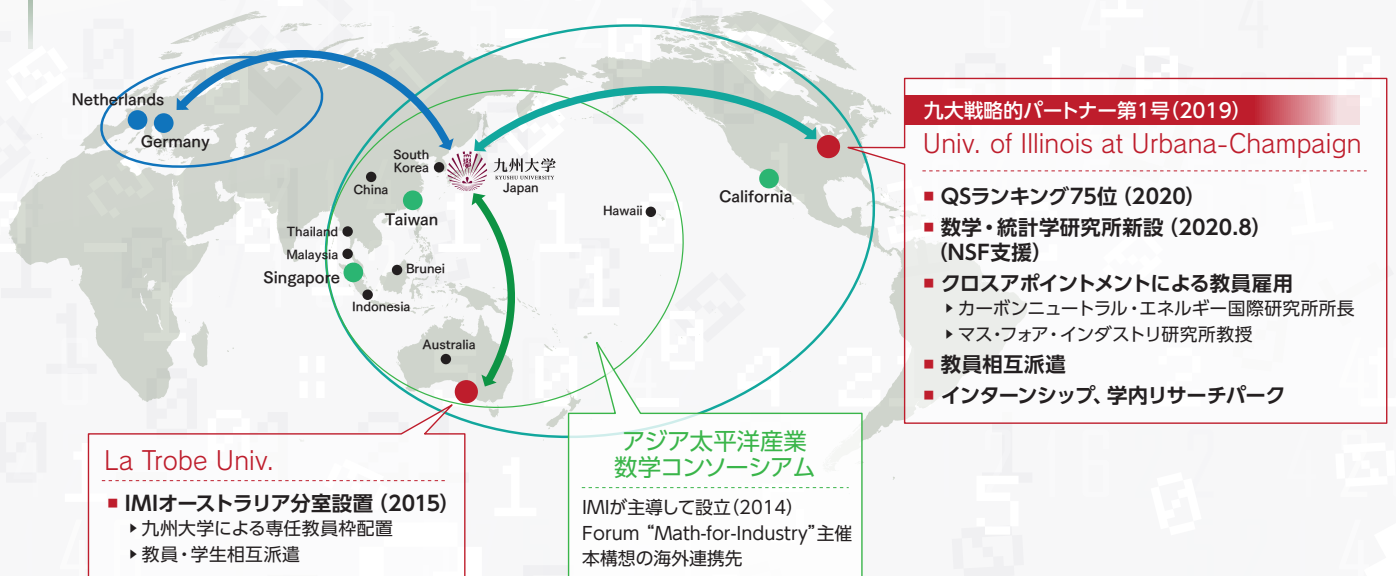 Netherlands
Germany
South
Korea
China
九州大学
KYUSHU UNIVERSITY
Japan
Taiwan
Thailand
Malaysia
Singapore
Brunei
Indonesia
Australia
Hawaii
California
九大戦略的パートナー第1号(2019)
Univ. of Illinois at Urbana-Champaign
■ QSランキング75位 (2020)
■ 数学・統計学研究所新設 (2020.8)
(NSF支援)
■ クロスアポイントメントによる教員雇用
▶カーボンニュートラル・エネルギー国際研究所所長
▶マス・フォア・インダストリ研究所教授
■ 教員相互派遣
■ インターンシップ、学内リサーチパーク
La Trobe Univ.
■ IMIオーストラリア分室設置 (2015)
▶九州大学による専任教員枠配置
▶教員・学生相互派遣
アジア太平洋産業
数学コンソーシアム
IMIが主導して設立(2014)
Forum “Math-for-Industry”主催
本構想の海外連携先